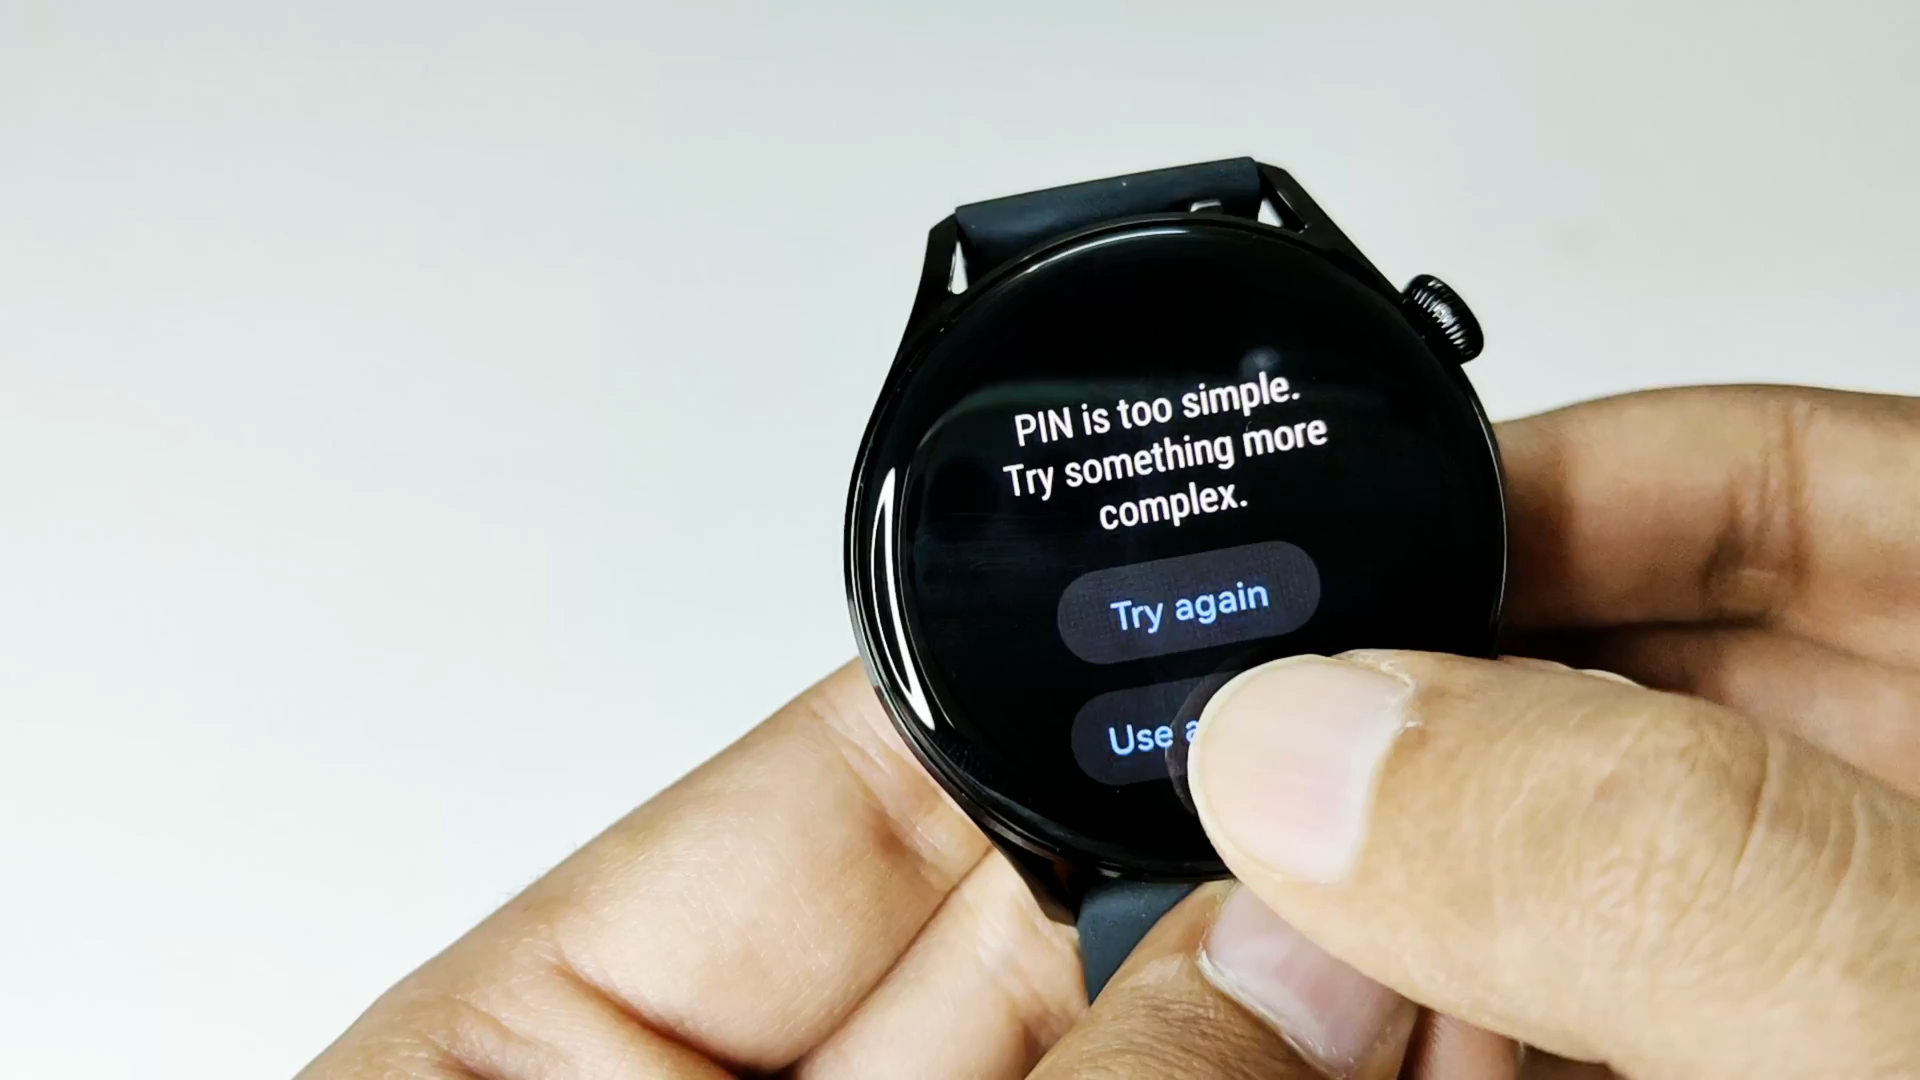 PIN is too simple.
Try something more
complex.
Try again
Use